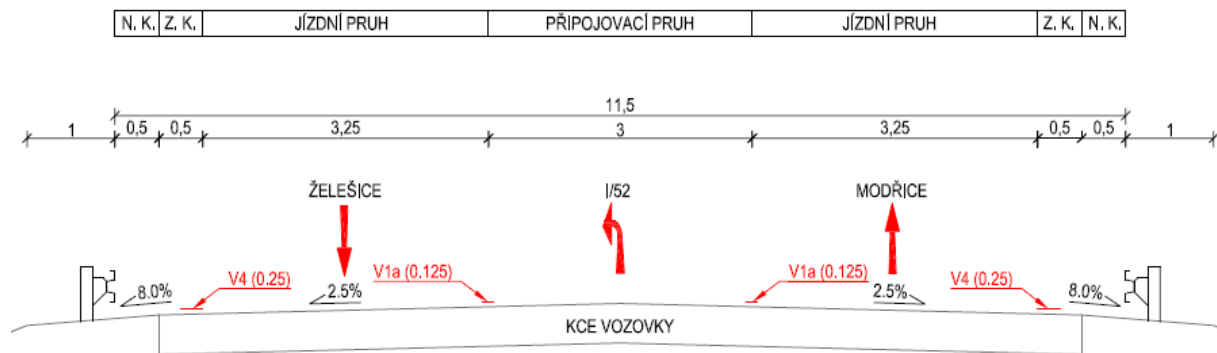 N. K. Z. K. JÍZDNÍ PRUH PŘIPOJOVACÍ PRUH JÍZDNÍ PRUH Z. K. N. K.
11,5
1 0,5 0,5 3,25 3 3,25 0,5 0,5 1
ŽELEŠICE I/52 MODŘICE
V4 (0.25) V1a (0.125) V1a (0.125) V4 (0.25)
8.0% 2.5% 2.5% 8.0%
KCE VOZOVKY